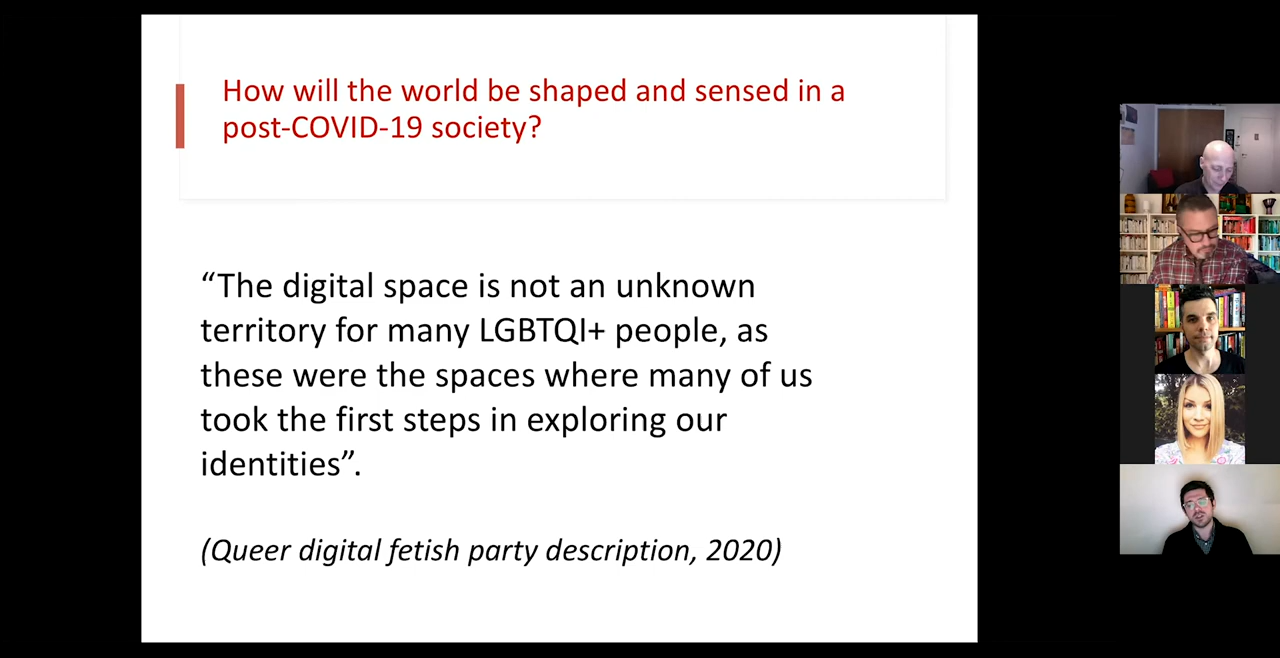 How will the world be shaped and sensed in a
post-COVID-19 society?
“The digital space is not an unknown
territory for many LGBTQI+ people, as
these were the spaces where many of us
took the first steps in exploring our
identities”.
(Queer digital fetish party description, 2020)